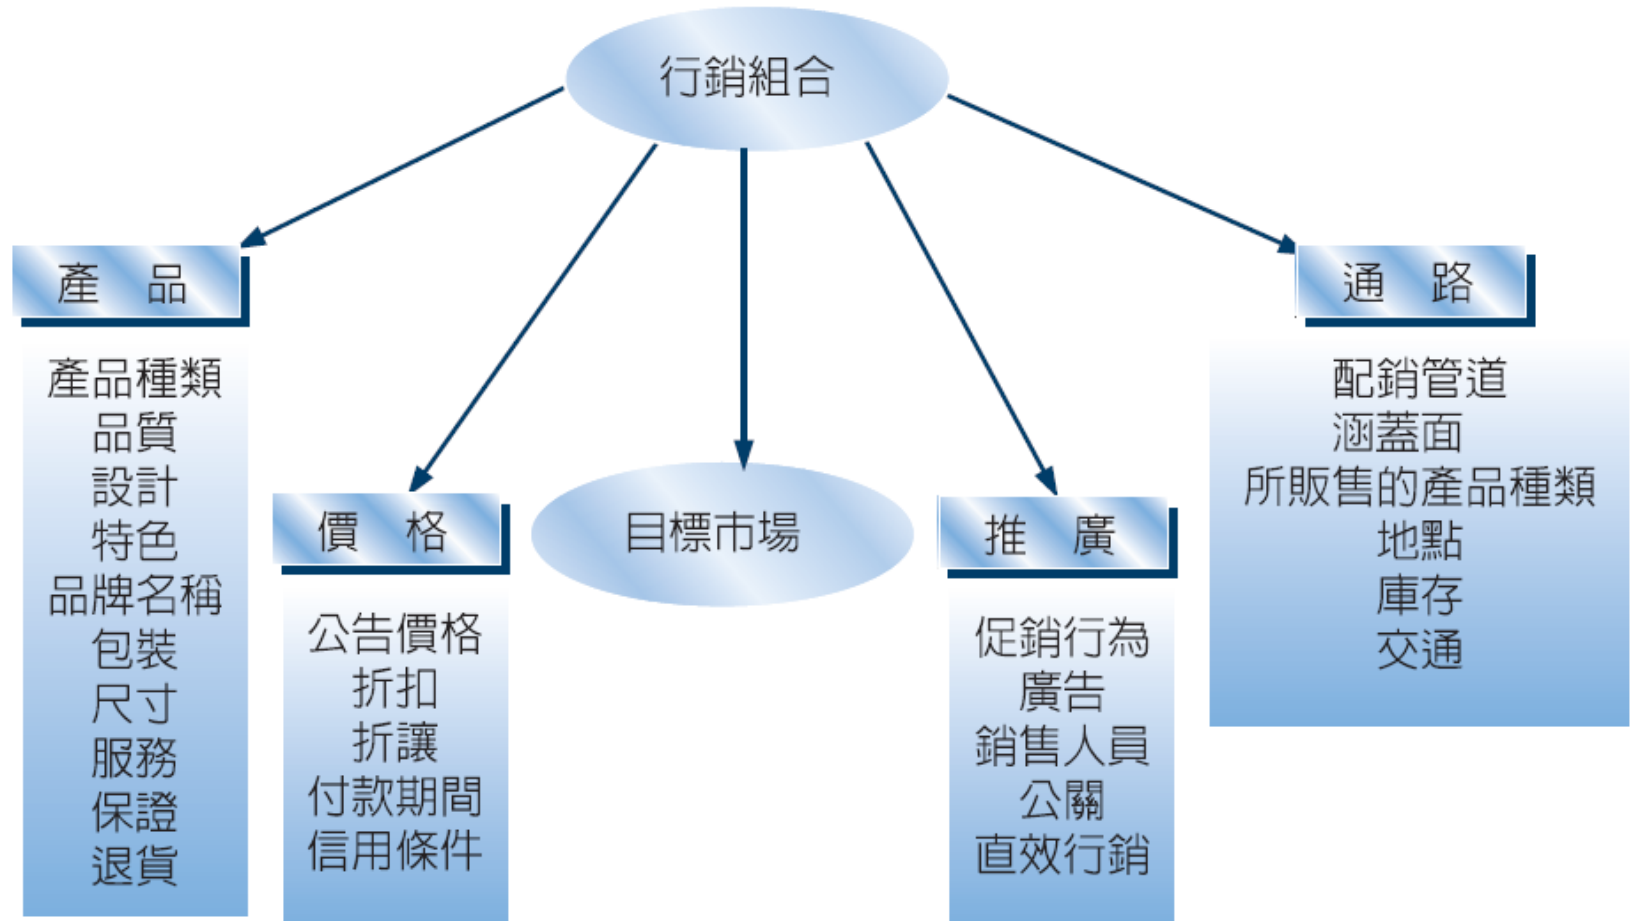 行銷組合
產 品
產品種類
品質
設計
特色
品牌名稱
包裝
尺寸
服務
保證
退貨
價 格
公告價格
折扣
折讓
付款期間
信用條件
目標市場
推 廣
促銷行為
廣告
銷售人員
公關
直效行銷
通 路
配銷管道
涵蓋面
所販售的產品種類
地點
庫存
交通